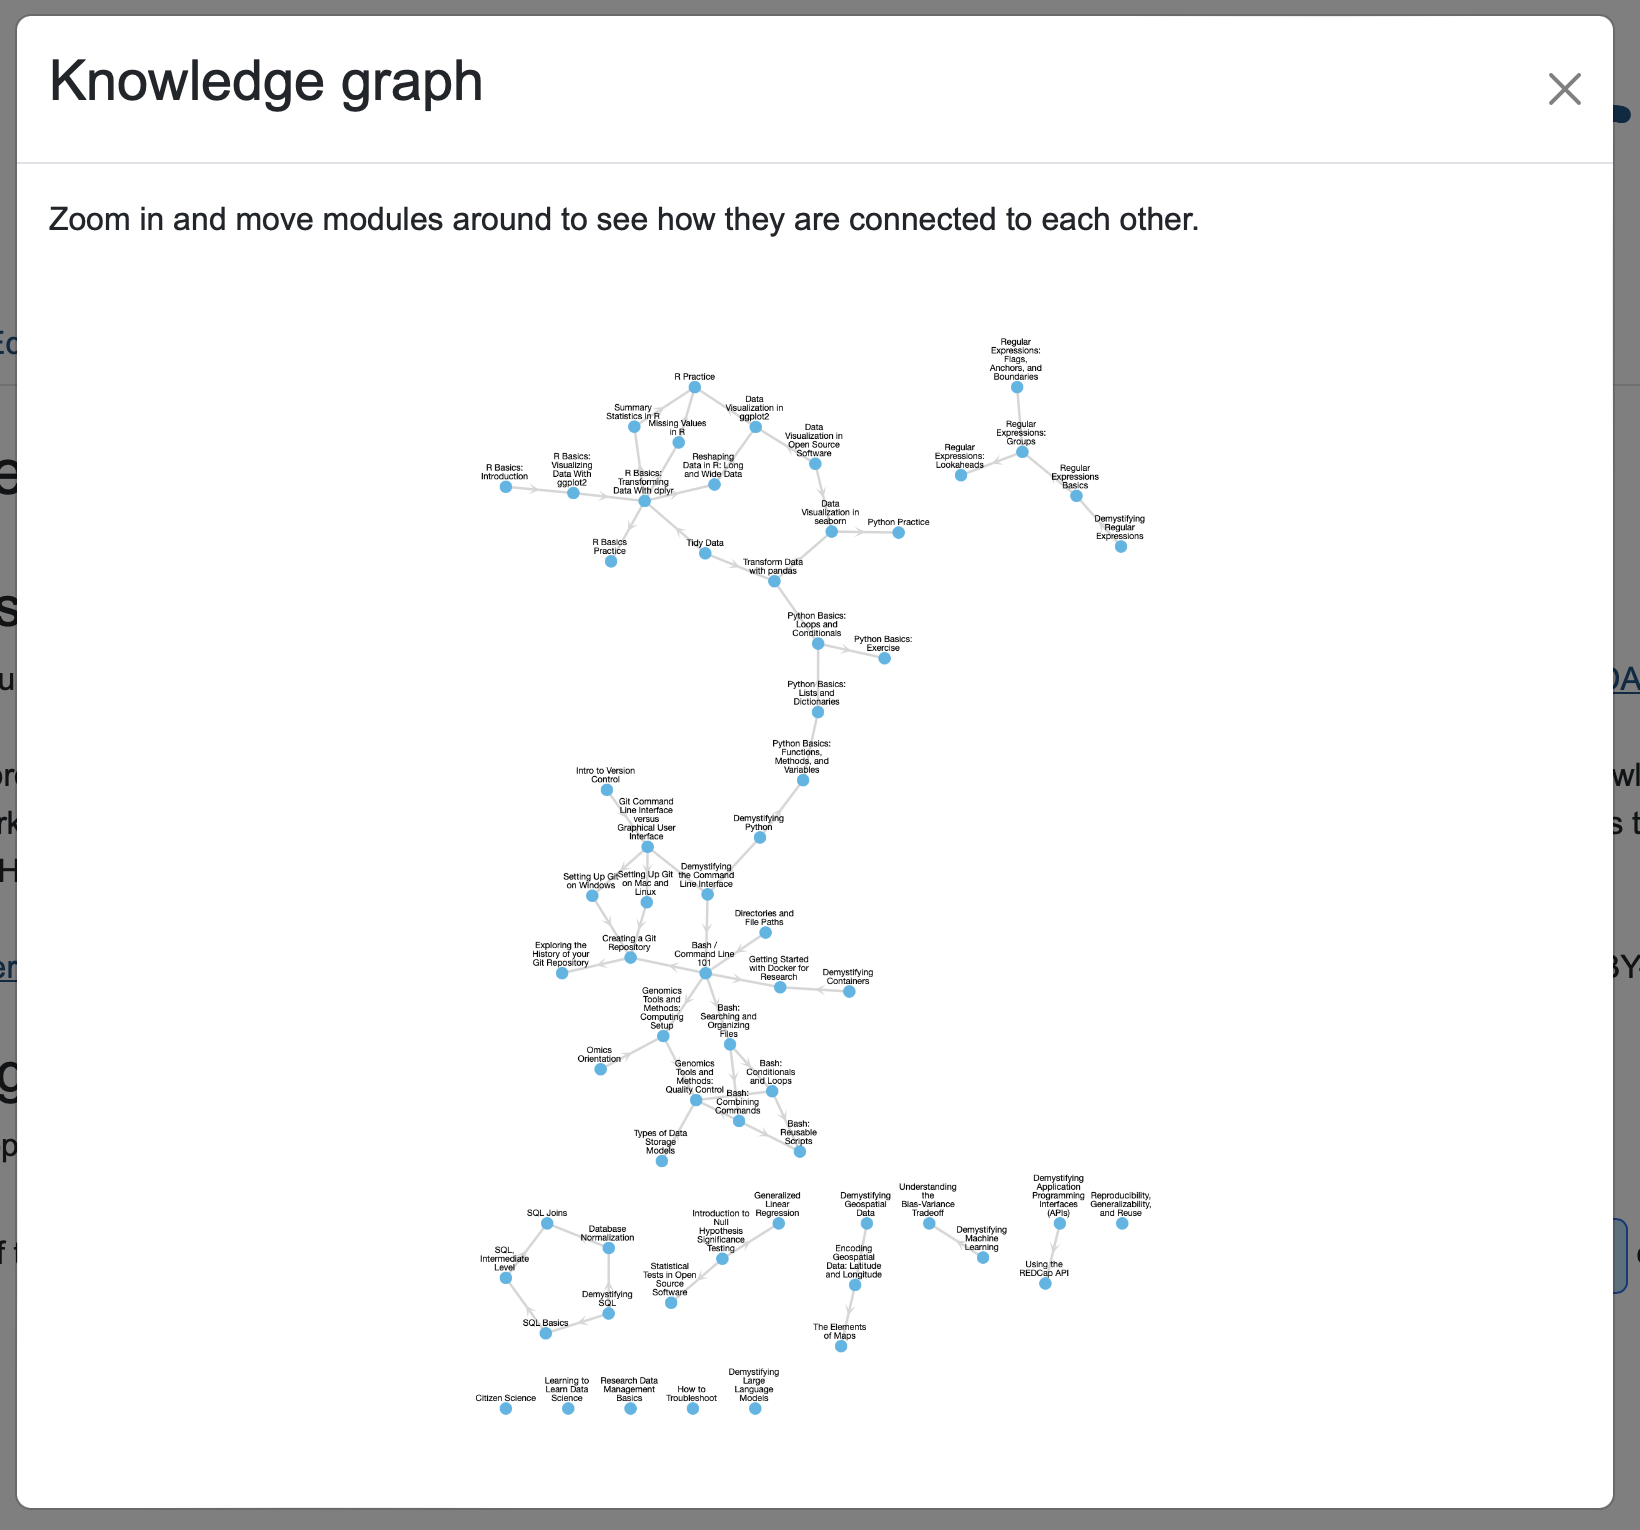 Knowledge graph
Zoom in and move modules around to see how they are connected to each other.
Regular
Expressions:
Flags,
Anchors, and
Boundaries
R Practice
Data
Visualization in
ggplot2
Summary
Statistics in R
Missing Values
in R
Data
Visualization in
Open Source
Software
Regular
Expressions:
Groups
Regular
Expressions:
Lookaheads
R Basics:
Introduction
R Basics:
Visualizing
Data With
ggplot2
R Basics:
Transforming
Data With dplyr
Reshaping
Data in R: Long
and Wide Data
Regular
Expressions
Basics
Data
Visualization in
seaborn
Python Practice
Demystifying
Regular
Expressions
R Basics
Practice
Tidy Data
Transform Data
with pandas
Python Basics:
Loops and
Conditionals
Python Basics:
Exercise
Python Basics:
Lists and
Dictionaries
Python Basics:
Functions,
Methods, and
Variables
Intro to Version
Control
Git Command
Line Interface
versus
Graphical User
Interface
Demystifying
Python
Setting Up Git
on Windows
Setting Up Git
on Mac and
Linux
Demystifying
the Command
Line Interface
Directories and
File Paths
Exploring the
History of your
Git Repository
Creating a Git
Repository
Bash /
Command Line
101
Getting Started
with Docker for
Research
Demystifying
Containers
Genomics
Tools and
Methods:
Computing
Setup
Bash:
Searching and
Organizing
Files
Omics
Orientation
Genomics
Tools and
Methods:
Quality Control
Bash:
Conditionals
and Loops
Bash:
Combining
Commands
Types of Data
Storage
Models
Bash:
Reusable
Scripts
SQL Joins
Database
Normalization
SQL,
Intermediate
Level
Demystifying
SQL
SQL Basics
Generalized
Linear
Regression
Introduction to
Null
Hypothesis
Significance
Testing
Statistical
Tests in Open
Source
Software
Demystifying
Geospatial
Data
Encoding
Geospatial
Data: Latitude
and Longitude
The Elements
of Maps
Understanding
the
Bias-Variance
Tradeoff
Demystifying
Machine
Learning
Demystifying
Application
Programming
Interfaces
(APIs)
Using the
REDCap API
Reproducibility,
Generalizability,
and Reuse
Citizen Science
Learning to
Learn Data
Science
Research Data
Management
Basics
How to
Troubleshoot
Demystifying
Large
Language
Models